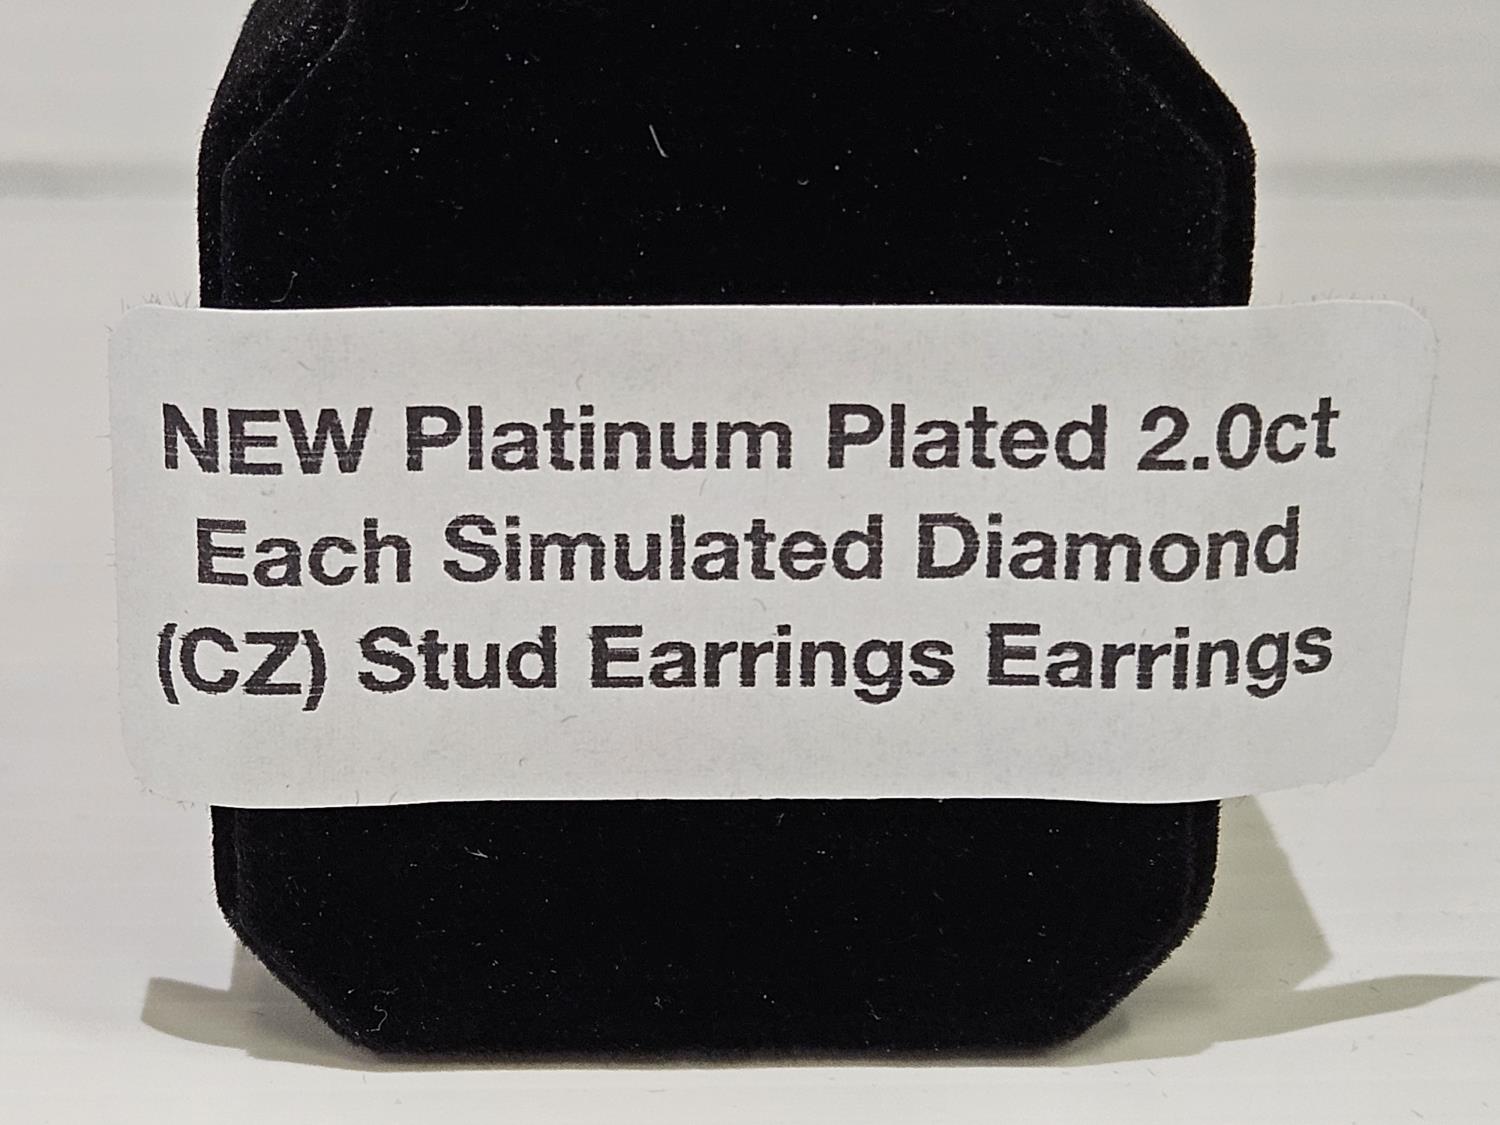 NEW Platinum Plated 2.0ct
Each Simulated Diamond
(CZ) Stud Earrings Earrings